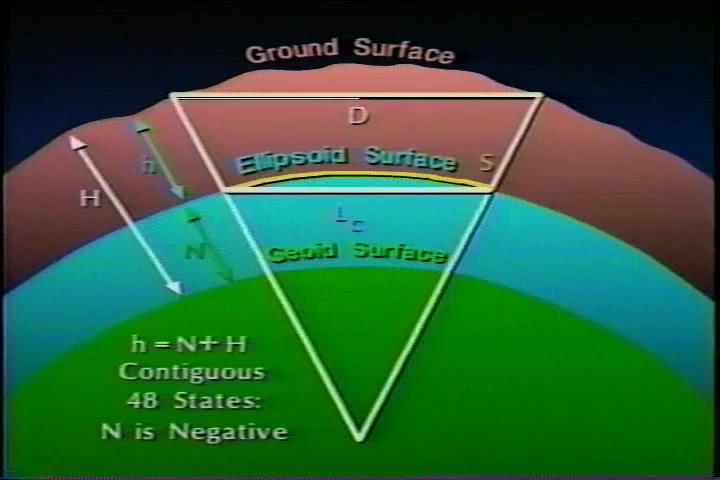 Ground Surface
D
Ellipsoid Surface S
h
H
L
C
N
Geoid Surface
h = N + H
Contiguous
48 States:
N is Negative